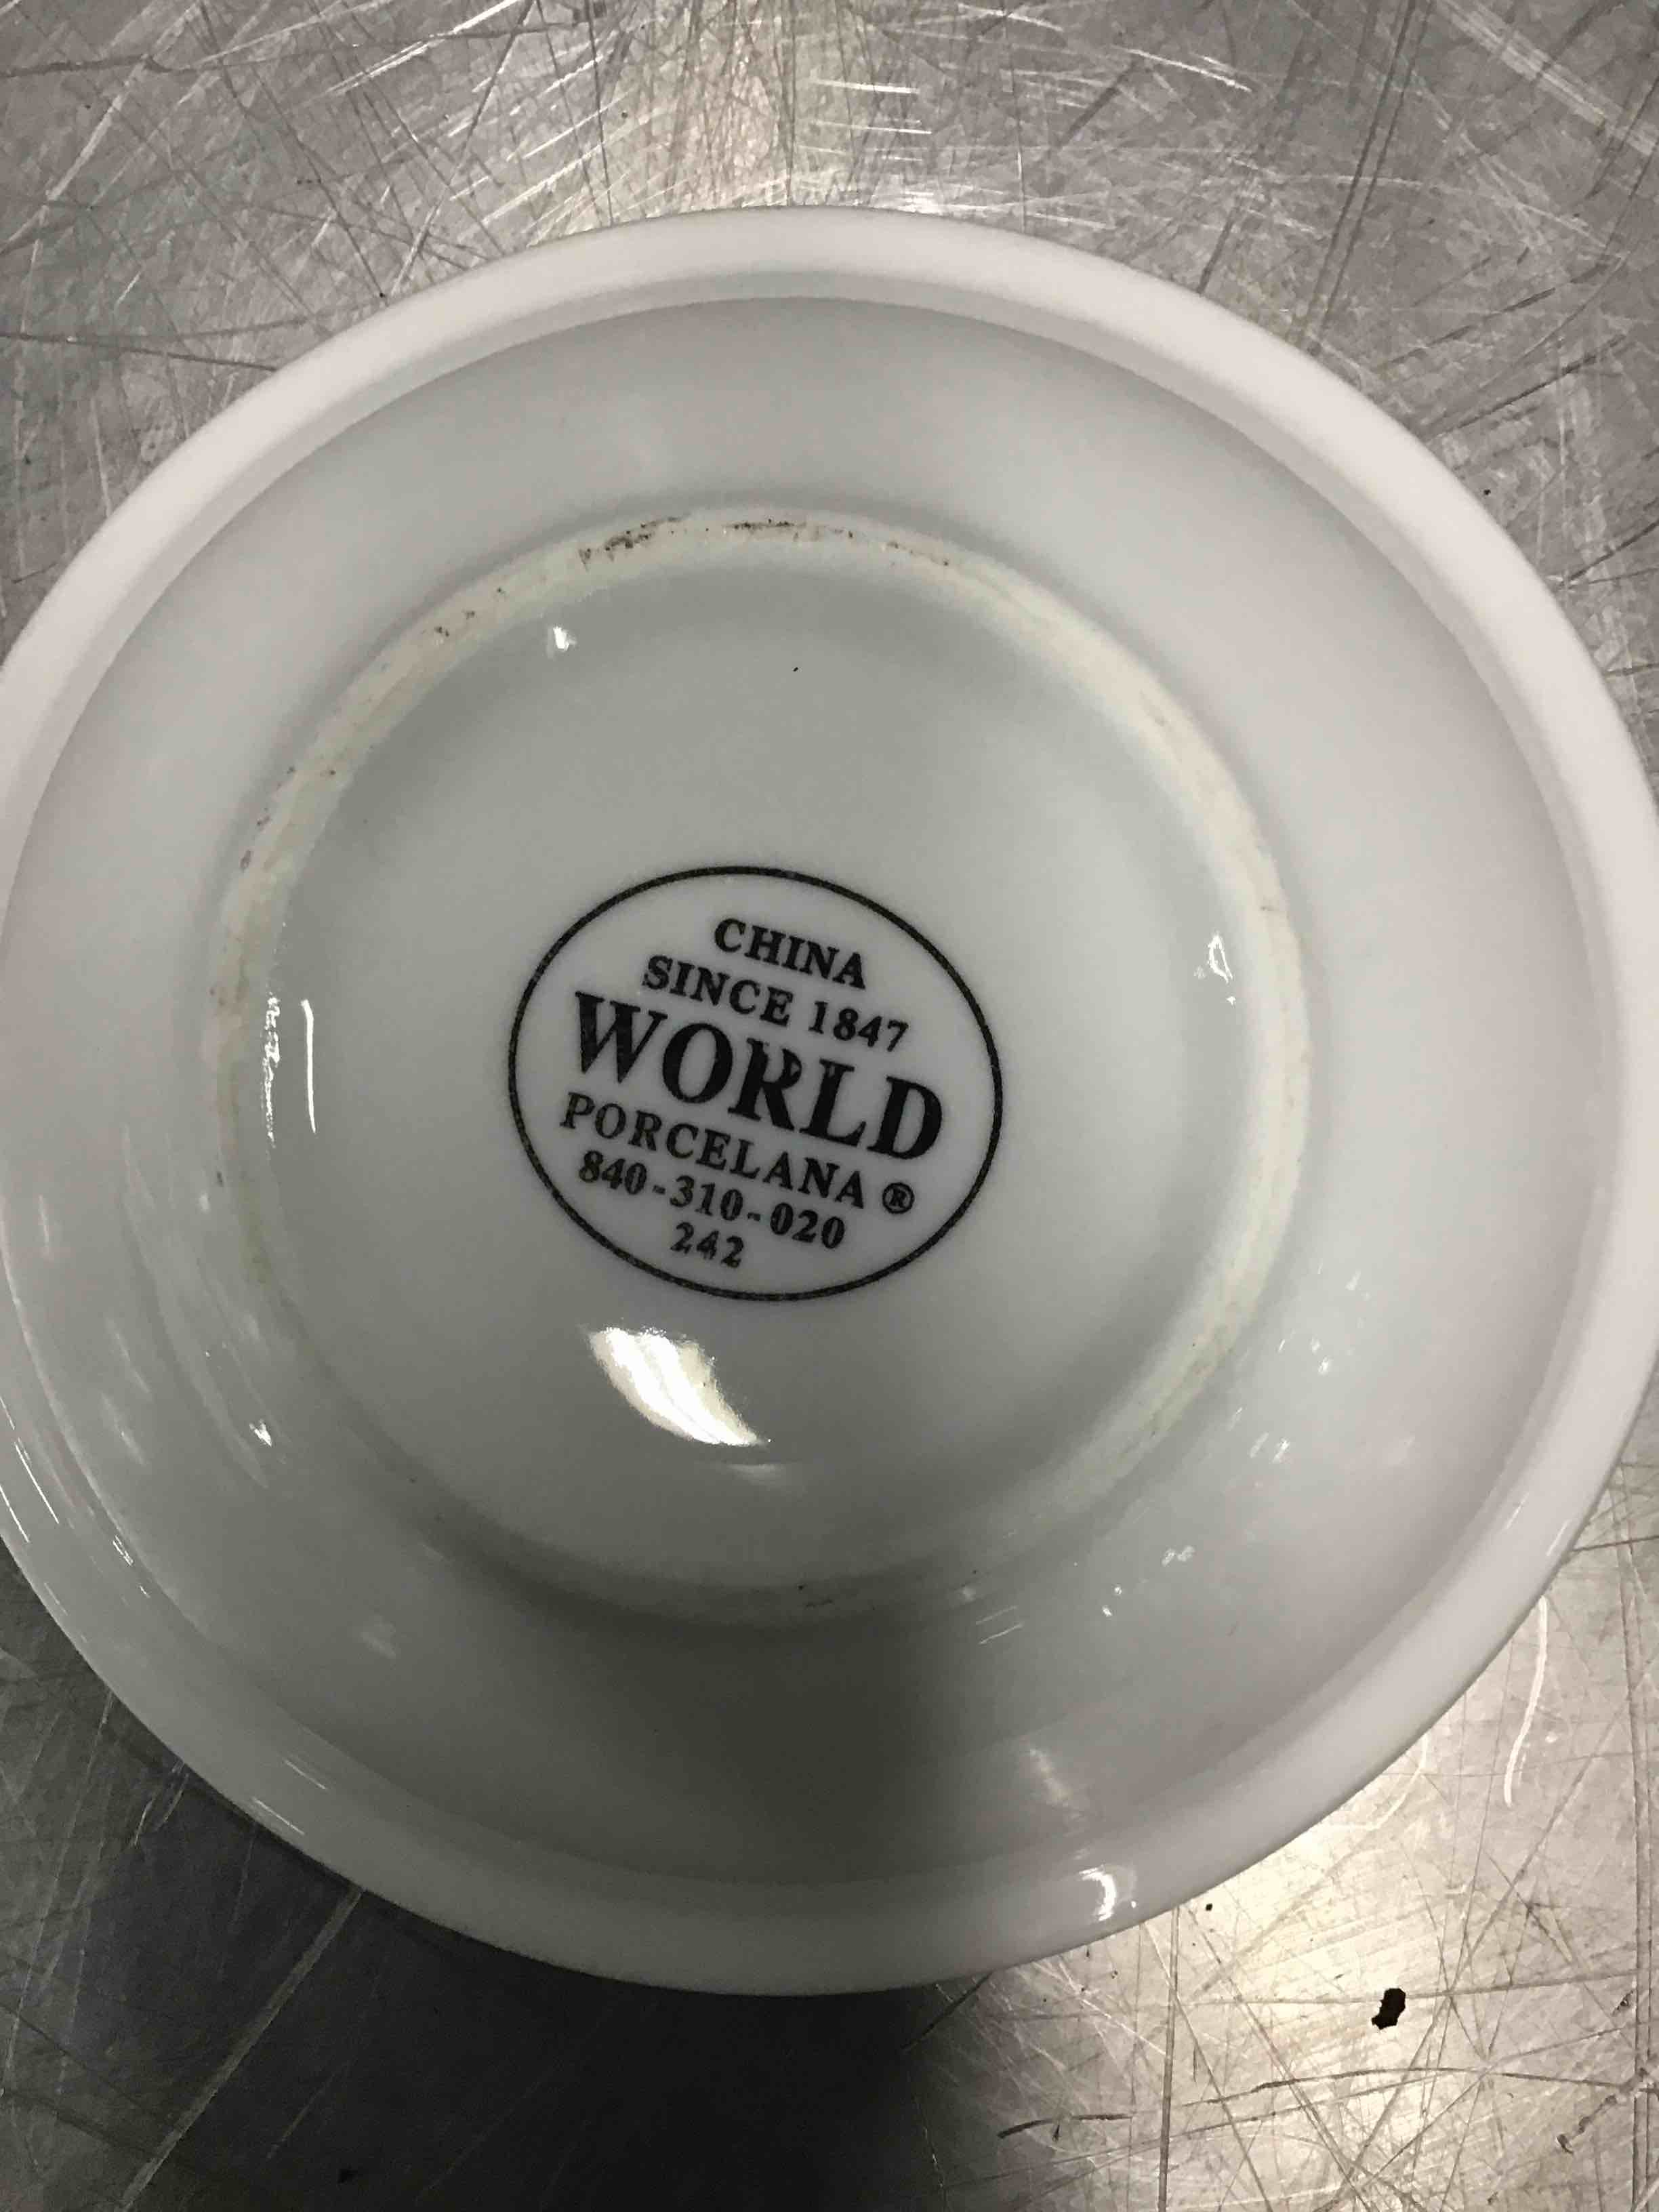 CHINA
SINCE 1847
WORLD
PORCELANA ®
840-310-020
242